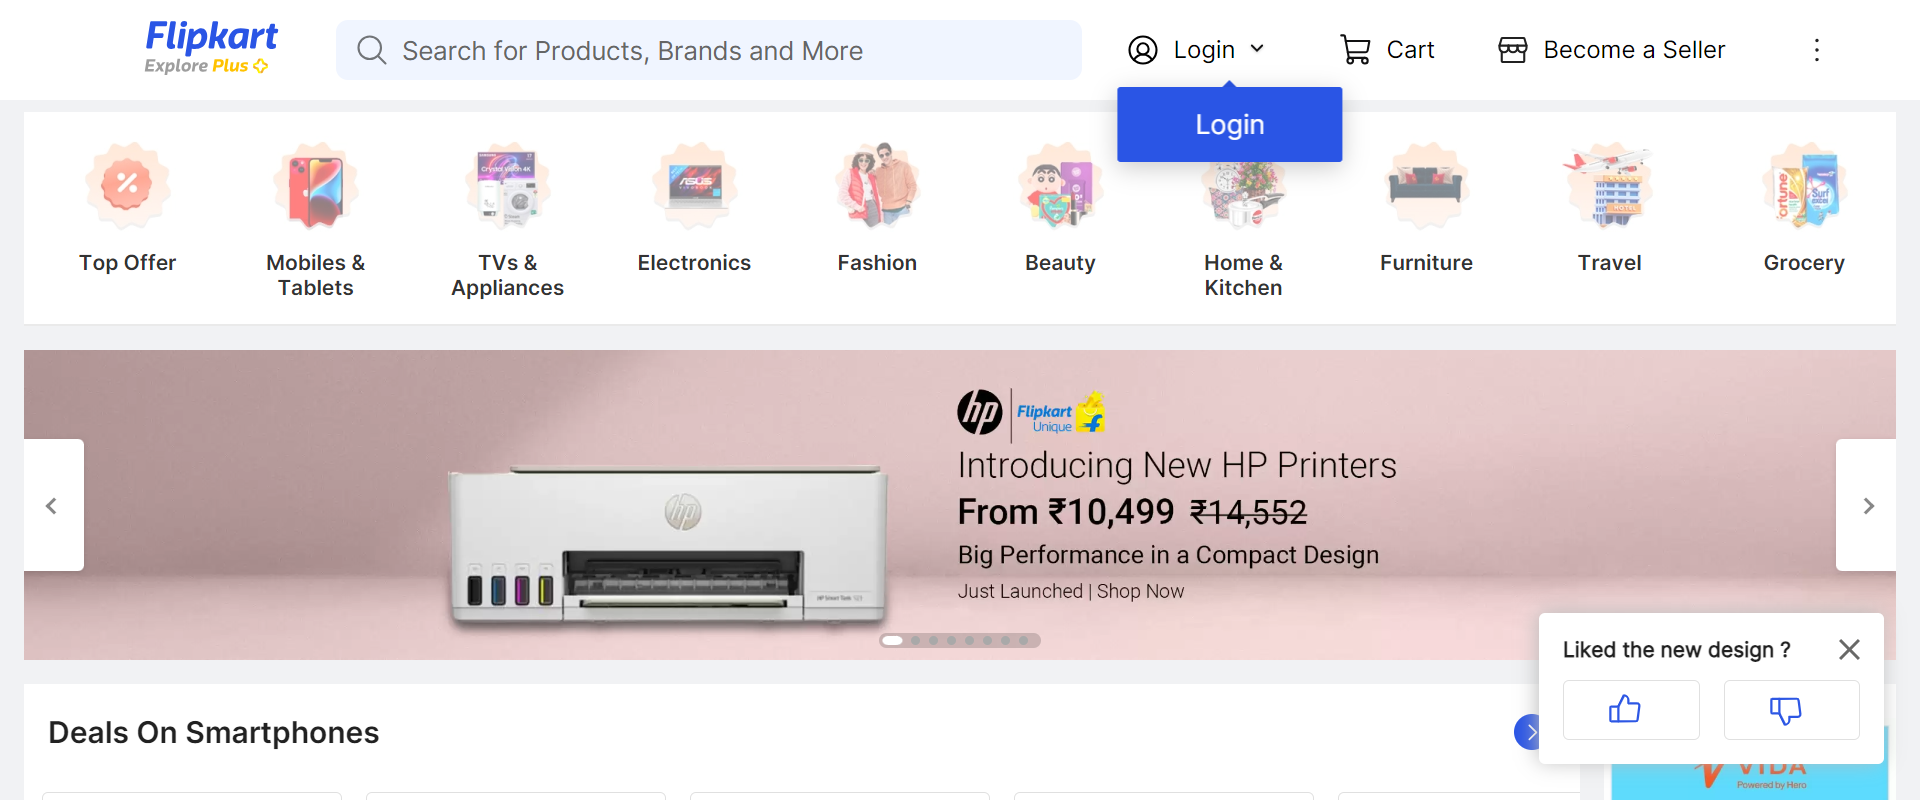 Flipkart
Explore Plus
Search for Products, Brands and More
Login
Cart
Become a Seller
Login
Top Offer
Mobiles &
Tablets
TVs &
Appliances
Electronics
Fashion
Beauty
Home &
Kitchen
Furniture
Travel
Grocery
hp
Flipkart
Unique
Introducing New HP Printers
From ₹10,499 ₹14,552
Big Performance in a Compact Design
Just Launched | Shop Now
hp
Liked the new design ?
Deals On Smartphones
VIDA
Powered by Hero